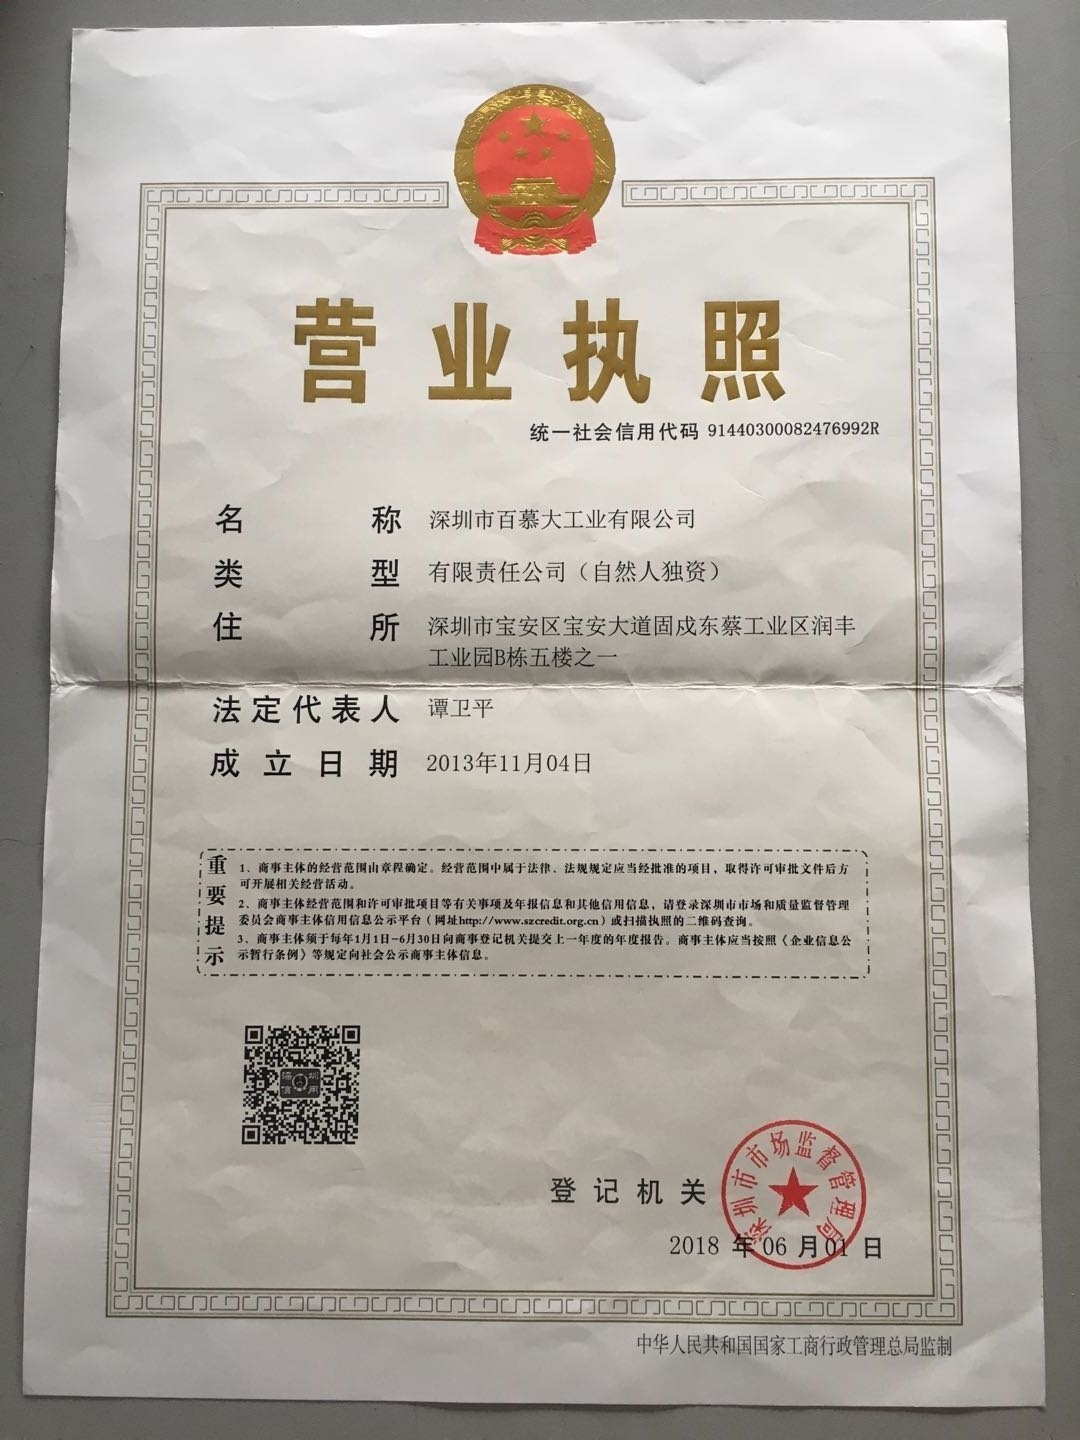 营业执照
统一社会信用代码 91440300082476992R
名称 深圳市百慕大工业有限公司
类型 有限责任公司（自然人独资）
住所 深圳市宝安区宝安大道固戍东蔡工业区润丰
工业园B栋五楼之一
法定代表人 谭卫平
成立日期 2013年11月04日
重要提示
1、商事主体的经营范围由章程确定。经营范围中属于法律、法规规定应当经批准的项目，取得许可审批文件后方
可开展相关经营活动。
2、商事主体经营范围和许可审批项目等有关事项及年报信息和其他信用信息，请登录深圳市市场和质量监督管理
委员会商事主体信用信息公示平台（网址http://www.szcredit.org.cn）或扫描执照的二维码查询。
3、商事主体须于每年1月1日-6月30日向商事登记机关提交上一年度的年度报告。商事主体应当按照《企业信息公
示暂行条例》等规定向社会公示商事主体信息。
深圳
信用
登记机关
深圳市市场监督管理局
2018 年 06 月 01 日
中华人民共和国国家工商行政管理总局监制